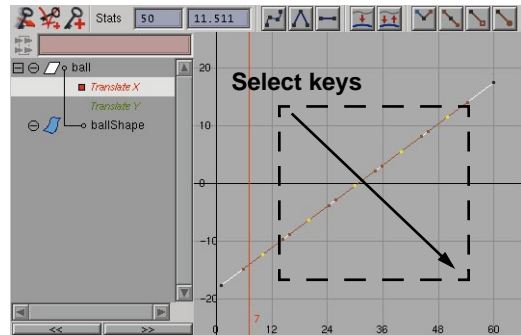 Stats 50 11.511
ball
Translate X
Translate Y
ballShape
Select keys
20
10
0
-10
-20
7
0 12 24 36 48 60
<< >>